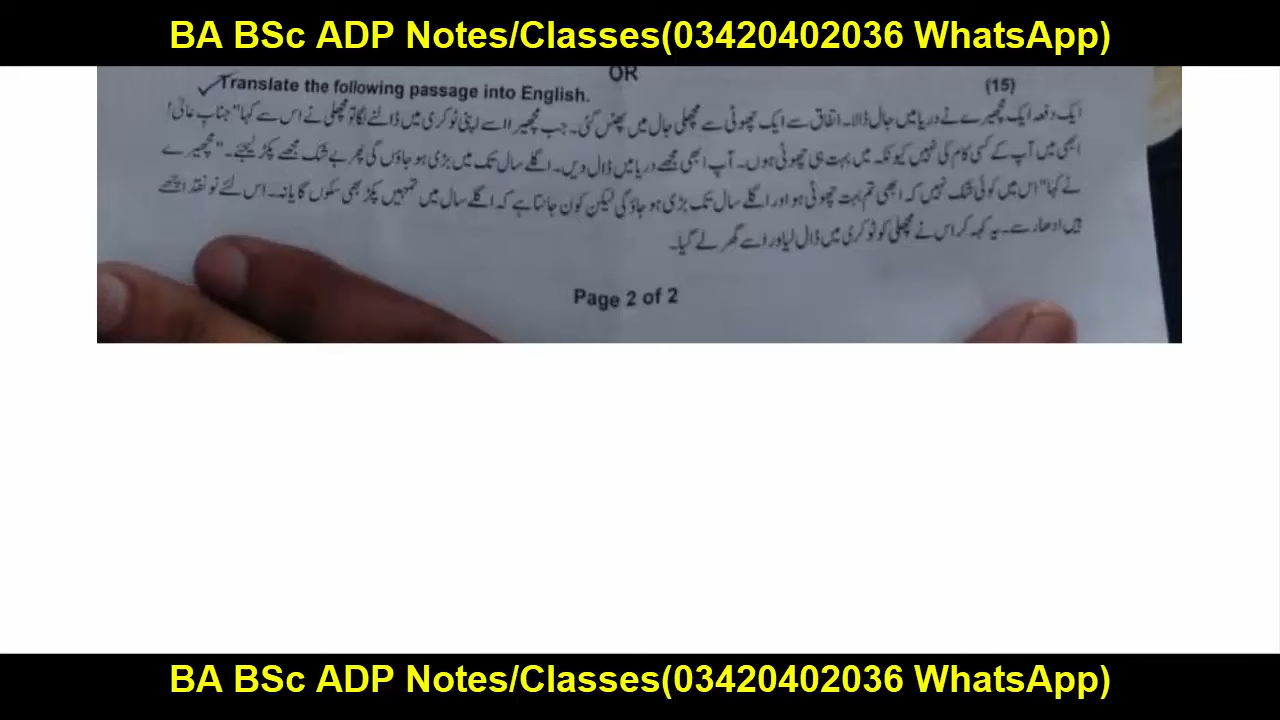 BA BSc ADP Notes/Classes(03420402036 WhatsApp)
OR
Translate the following passage into English. (15)
ایک دفعہ ایک مچھیرے نے دریا میں جال ڈالا۔ اتفاق سے ایک چھوٹی سے مچھلی جال میں پھنس گئی۔ جب مچھیرا اسے اپنی ٹوکری میں ڈالنے لگا تو مچھلی نے اس سے کہا "جناب عالی!
ابھی میں آپ کے کسی کام کی نہیں کیونکہ میں بہت ہی چھوٹی ہوں۔ آپ ابھی مجھے دریا میں ڈال دیں۔ اگلے سال تک میں بڑی ہو جاؤں گی پھر بے شک مجھے پکڑ لیجئے۔" مچھیرے
نے کہا "اس میں کوئی شک نہیں کہ ابھی تم بہت چھوٹی ہو اور اگلے سال تک بڑی ہو جاؤ گی لیکن کون جانتا ہے کہ اگلے سال میں تمہیں پکڑ بھی سکوں گا یا نہ۔ اس لئے نو نقد اچھے
ہیں ادھار سے۔ یہ کہہ کر اس نے مچھلی کو ٹوکری میں ڈال لیا اور اسے گھر لے گیا۔
Page 2 of 2
BA BSc ADP Notes/Classes(03420402036 WhatsApp)